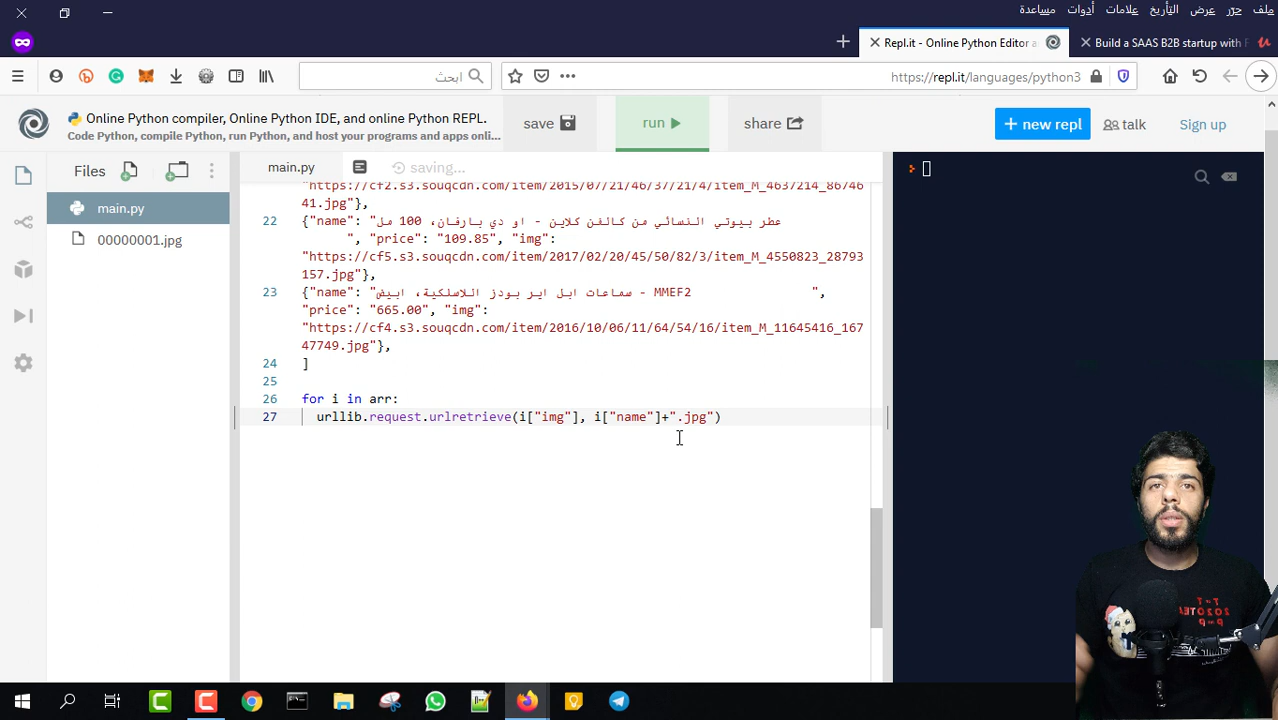 ملف حرّر عرض التأريخ علامات أدوات مساعدة
Repl.it - Online Python Editor a
Build a SAAS B2B startup with F
ابحث
https://repl.it/languages/python3
Online Python compiler, Online Python IDE, and online Python REPL.
Code Python, compile Python, run Python, and host your programs and apps onli...
save
run
share
+ new repl
talk
Sign up
Files
main.py
saving...
main.py
00000001.jpg
"https://cf2.s3.souqcdn.com/item/2015/07/21/46/37/21/4/item_M_4637214_86746
41.jpg"},
22
{"name": "عطر بيوتي النسائي من كالفن كلاين - او دي بارفان، 100 مل
", "price": "109.85", "img":
"https://cf5.s3.souqcdn.com/item/2017/02/20/45/50/82/3/item_M_4550823_28793
157.jpg"},
23
{"name": "سماعات ابل اير بودز اللاسلكية، ابيض - MMEF2 ",
"price": "665.00", "img":
"https://cf4.s3.souqcdn.com/item/2016/10/06/11/64/54/16/item_M_11645416_16
47749.jpg"},
24 ]
25
26 for i in arr:
27 urllib.request.urlretrieve(i["img"], i["name"]+".jpg")